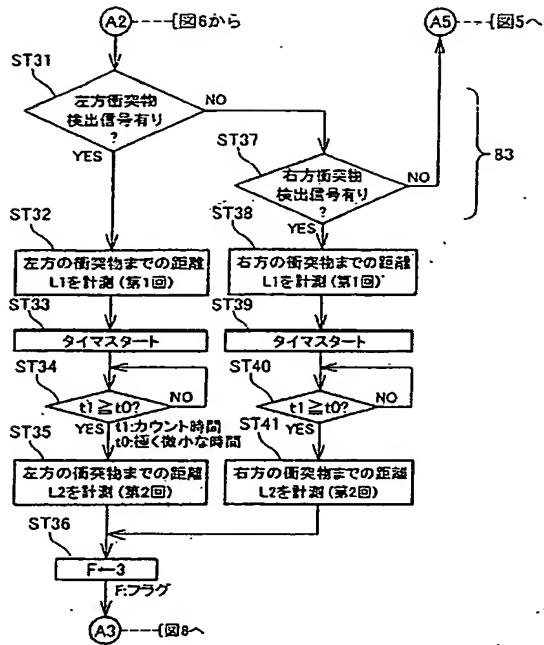 A2
図6から
A5
図5へ
ST31
左方衝突物
検出信号有り
?
NO
YES
ST37
右方衝突物
検出信号有り
?
NO
YES
B3
ST32
左方の衝突物までの距離
L1を計測(第1回)
ST38
右方の衝突物までの距離
L1を計測(第1回)
ST33
タイマスタート
ST39
タイマスタート
ST34
t1≧t0?
NO
YES
t1:カウント時間
t0:極く微小な時間
ST40
t1≧t0?
NO
YES
ST35
左方の衝突物までの距離
L2を計測(第2回)
ST41
右方の衝突物までの距離
L2を計測(第2回)
ST36
F←3
F:フラグ
A3
図8へ